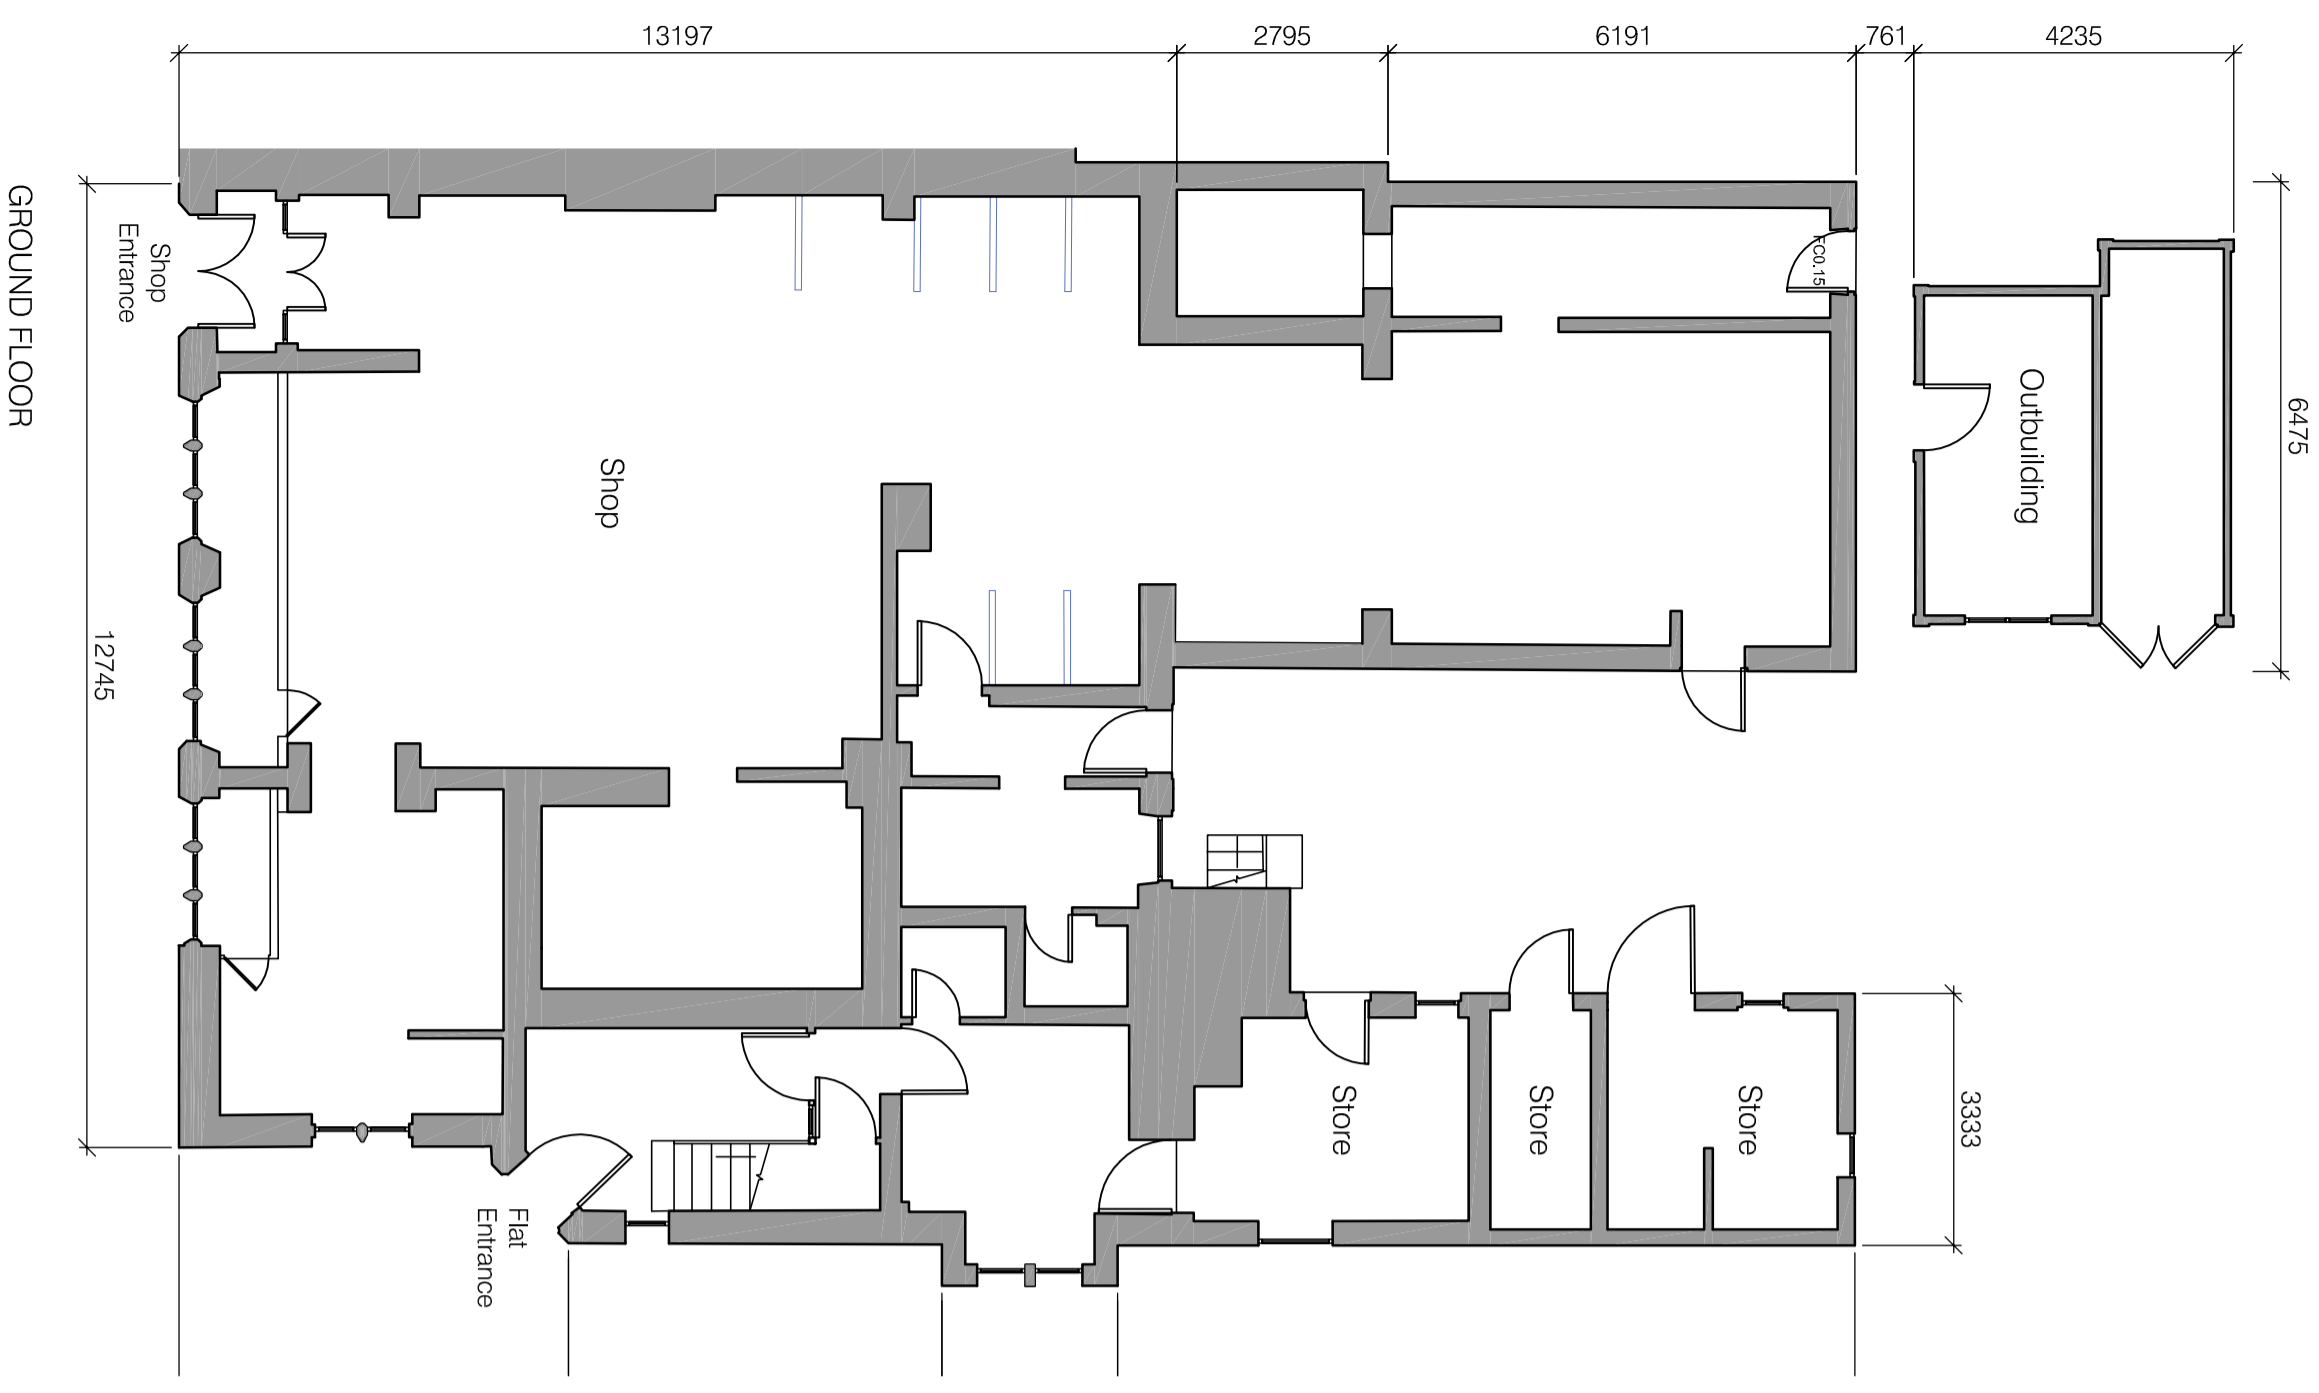 13197
2795
6191
761
4235
GROUND FLOOR
Shop
Entrance
FC0.15
Outbuilding
6475
Shop
12745
Store
Store
Store
3333
Flat
Entrance